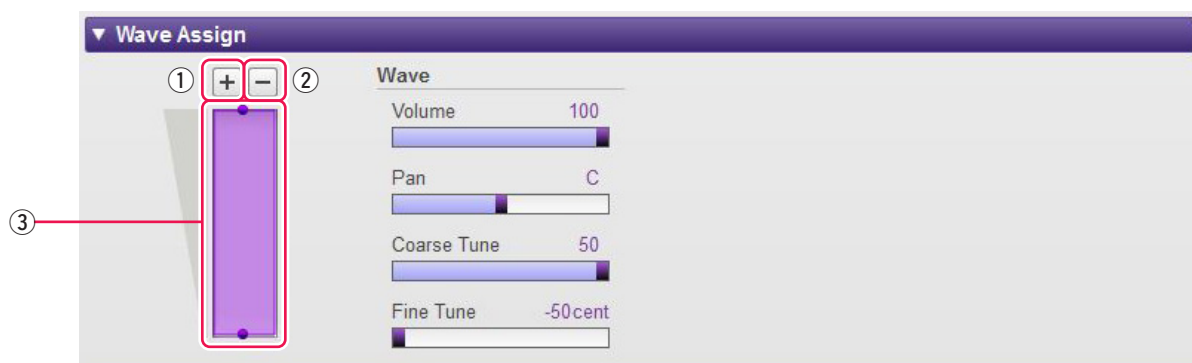 ▼ Wave Assign
① + − ②
Wave
Volume 100
Pan C
③
Coarse Tune 50
Fine Tune -50cent